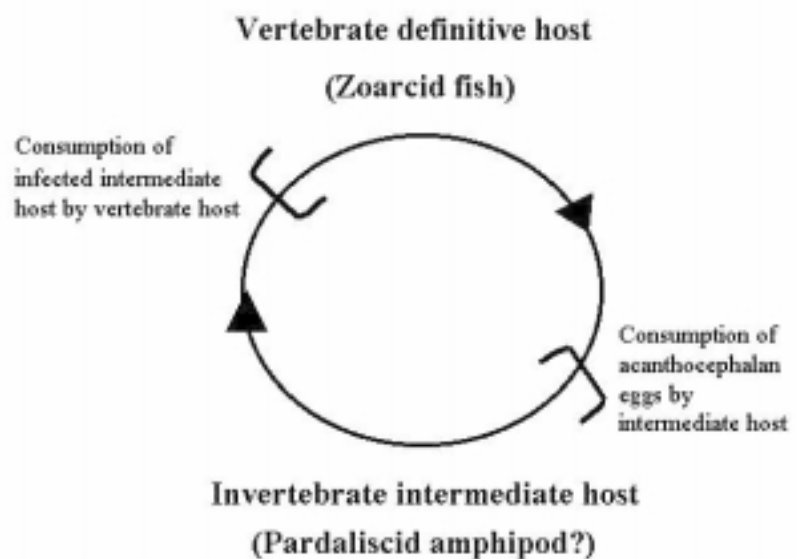 Vertebrate definitive host
(Zoarcid fish)
Consumption of
infected intermediate
host by vertebrate host
Consumption of
acanthocephalan
eggs by
intermediate host
Invertebrate intermediate host
(Pardaliscid amphipod?)